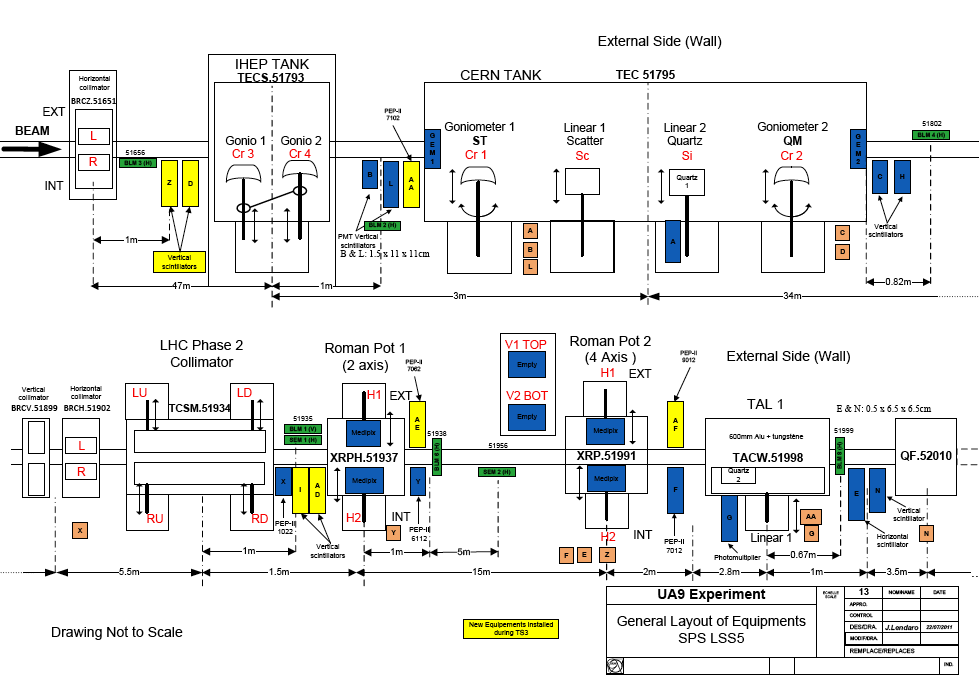 External Side (Wall)
IHEP TANK
TECS.51793
CERN TANK
TEC 51795
Horizontal
collimator
BRCZ.51651
EXT
BEAM
INT
L
R
51656
BLM 3 (H)
Z
D
Vertical
scintillators
Gonio 1
Cr 3
Gonio 2
Cr 4
PEP-II
7102
B
L
AA
BLM 2 (H)
PMT Vertical
scintillators
B & L: 1.5 x 11 x 11cm
GEM 1
Goniometer 1
ST
Cr 1
Linear 1
Scatter
Sc
Linear 2
Quartz
Si
Quartz
1
Goniometer 2
QM
Cr 2
GEM 2
51802
BLM 4 (H)
C
H
Vertical
scintillators
A
B
L
A
C
D
1m
47m
1m
3m
34m
0.82m
LHC Phase 2
Collimator
Roman Pot 1
(2 axis)
V1 TOP
Empty
V2 BOT
Empty
Roman Pot 2
(4 Axis )
External Side (Wall)
Vertical
collimator
BRCV.51899
Horizontal
collimator
BRCH.51902
L
R
LU
LD
TCSM.51934
RU
RD
51935
BLM 1 (V)
SEM 1 (H)
X
PEP-II
1022
I
AD
Vertical
scintillators
H1
EXT
Medipix
XRPH.51937
Medipix
H2
INT
PEP-II
7062
AE
51938
Y
PEP-II
6112
51956
SEM 2 (H)
H1
EXT
Medipix
XRP.51991
Medipix
H2
INT
PEP-II
AF
F
PEP-II
7012
TAL 1
600mm Alu + tungstène
TACW.51998
Quartz
2
G
Photomultiplier
Linear 1
E & N: 0.5 x 6.5 x 6.5cm
51999
E
N
Vertical
scintillator
Horizontal
scintillator
QF.52010
X
Y
F
E
Z
AA
G
N
1m
1m
5m
0.67m
5.5m
1.5m
15m
2m
2.8m
1m
3.5m
Drawing Not to Scale
New Equipements installed
during TS3
UA9 Experiment
General Layout of Equipments
SPS LSS5
ECHELLE
SCALE
13
NOM/NAME
DATE
APPRO.
CONTROL
DES/DRA.
J.Lendaro
22/07/2011
MODIF/DRA.
REMPLACE/REPLACES
IND.